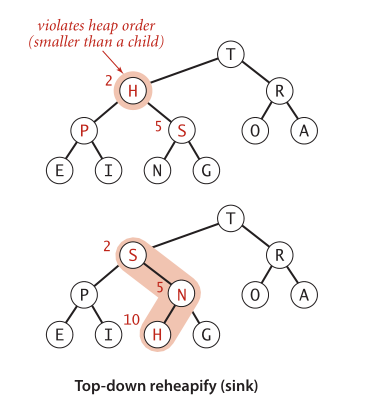 violates heap order
(smaller than a child)
T
2 H R
P 5 S O A
E I N G
T
2 S R
P 5 N O A
E I 10 H G
Top-down reheapify (sink)